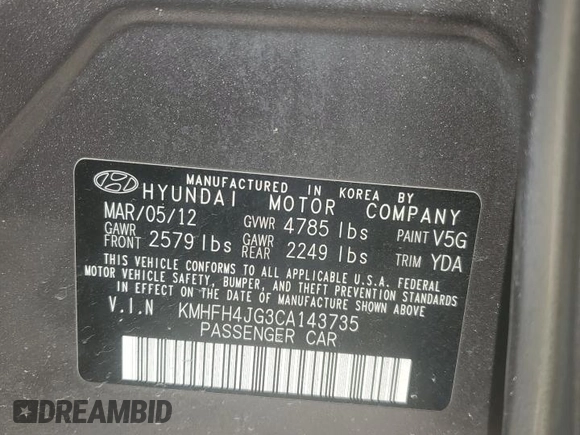 MANUFACTURED IN KOREA BY
HYUNDAI MOTOR COMPANY
MAR/05/12 GVWR 4785 lbs PAINT V5G
GAWR FRONT 2579 lbs GAWR REAR 2249 lbs TRIM YDA
THIS VEHICLE CONFORMS TO ALL APPLICABLE U.S.A. FEDERAL
MOTOR VEHICLE SAFETY, BUMPER, AND THEFT PREVENTION STANDARDS
IN EFFECT ON THE DATE OF MANUFACTURE SHOWN ABOVE
V.I.N KMHFH4JG3CA143735
PASSENGER CAR
DREAMBID